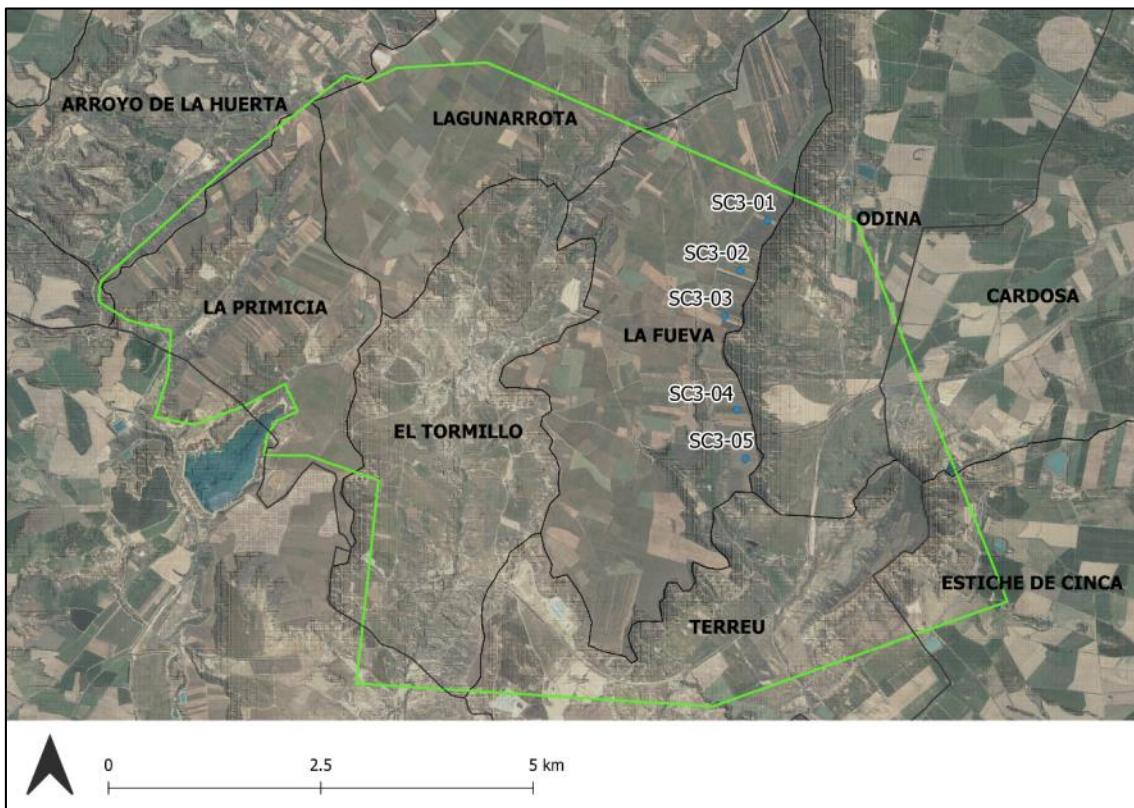 ARROYO DE LA HUERTA
LAGUNARROTA
SC3-01
ODINA
SC3-02
CARDOSA
LA PRIMICIA
SC3-03
LA FUEVA
SC3-04
EL TORMILLO
SC3-05
ESTICHE DE CINCA
TERREU
0 2.5 5 km